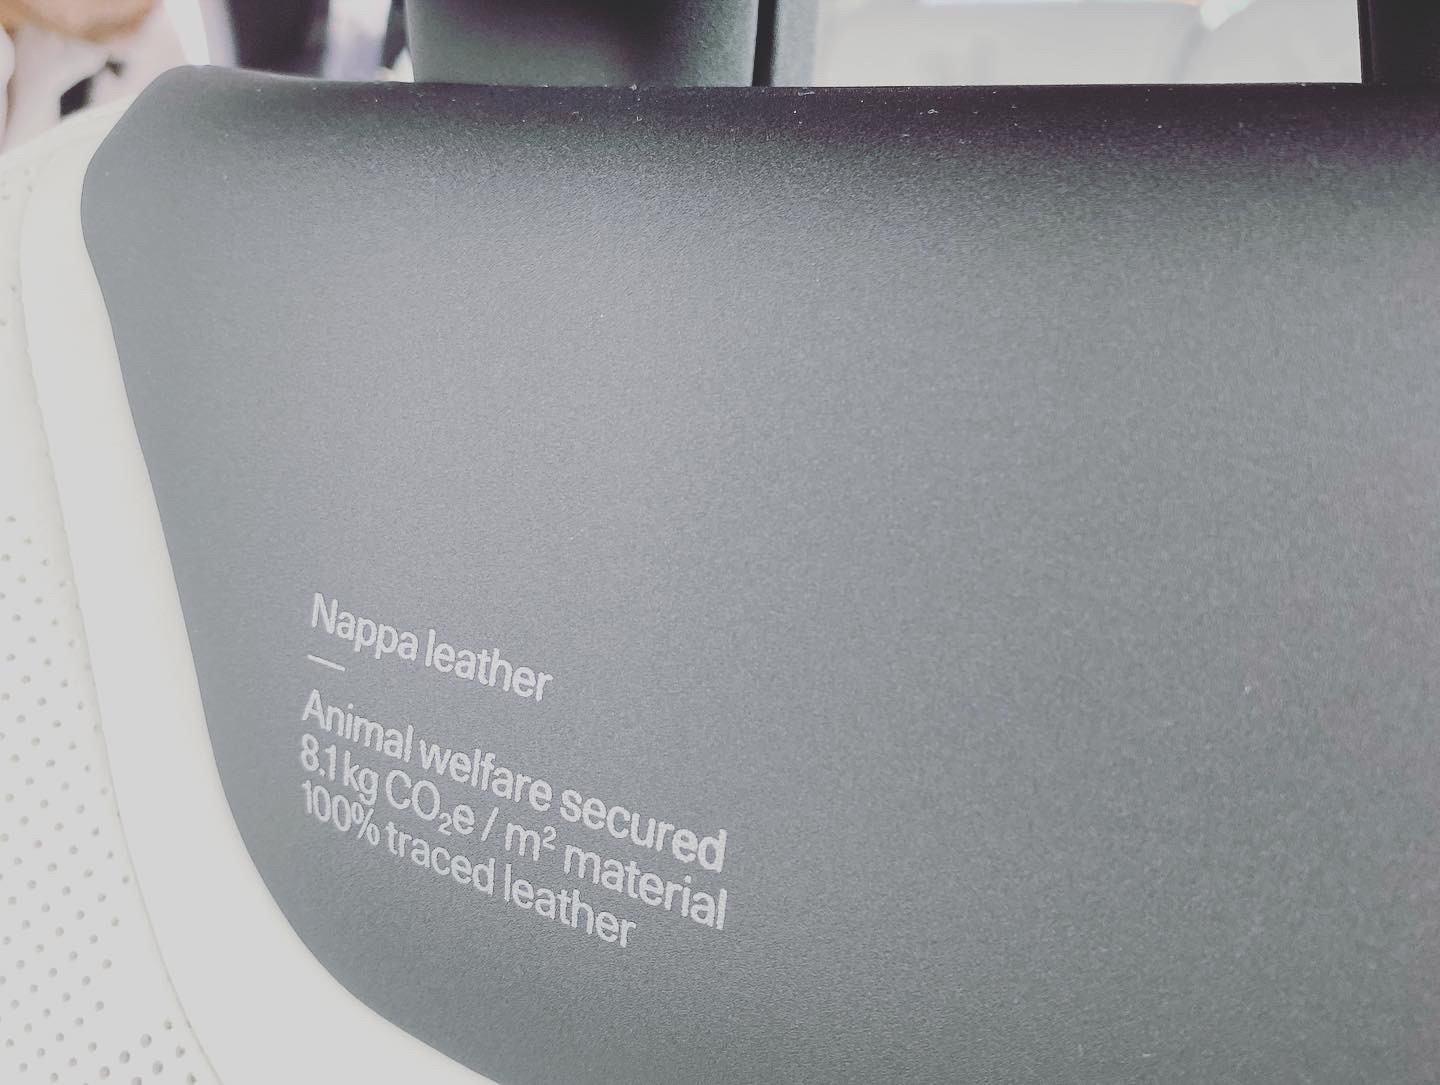 Nappa leather
—
Animal welfare secured
8.1 kg CO₂e / m² material
100% traced leather